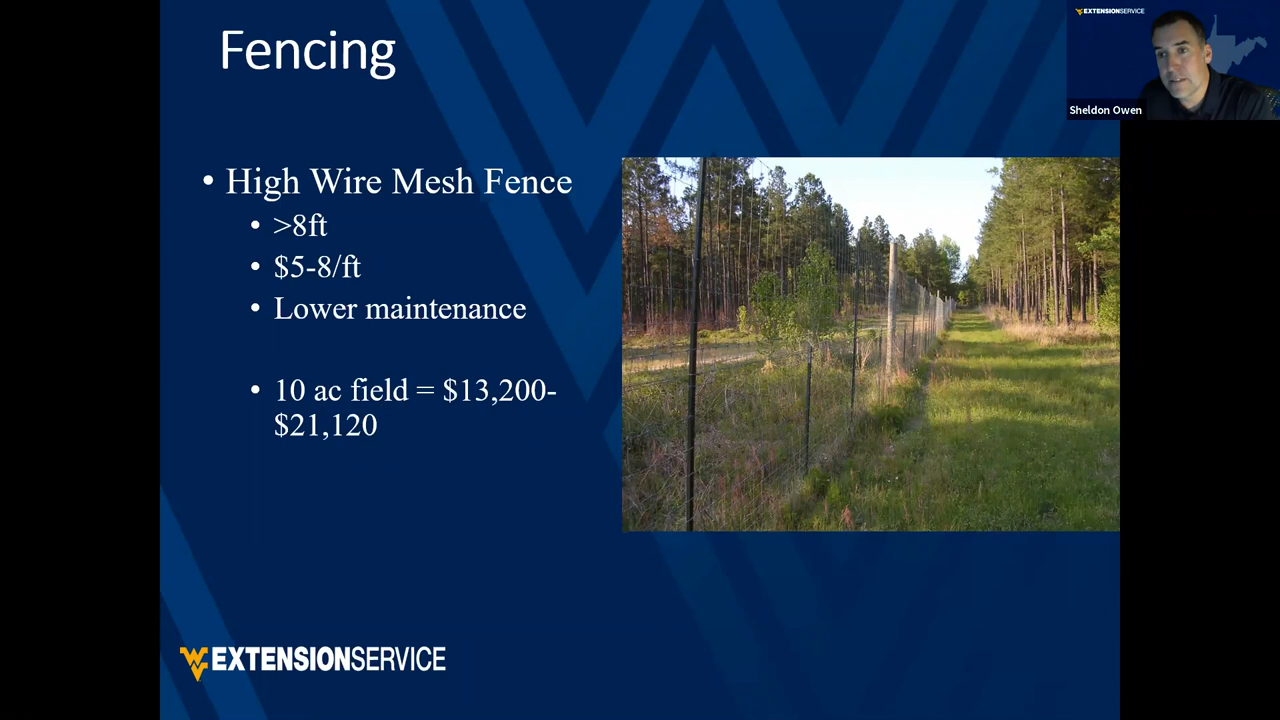 Fencing
EXTENSIONSERVICE
Sheldon Owen
• High Wire Mesh Fence
• >8ft
• $5-8/ft
• Lower maintenance
• 10 ac field = $13,200-
$21,120
EXTENSIONSERVICE